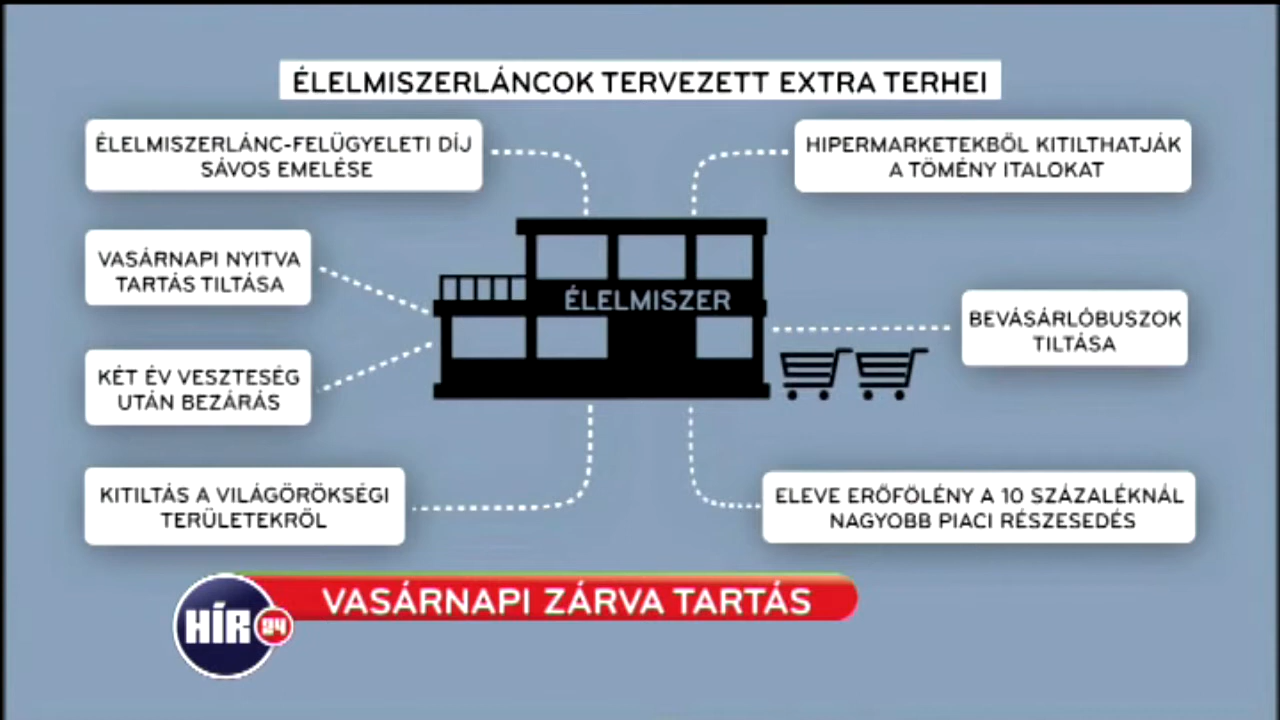 ÉLELMISZERLÁNCOK TERVEZETT EXTRA TERHEI
ÉLELMISZERLÁNC-FELÜGYELETI DÍJ
SÁVOS EMELÉSE
HIPERMARKETEKBŐL KITILTHATJÁK
A TÖMÉNY ITALOKAT
VASÁRNAPI NYITVA
TARTÁS TILTÁSA
ÉLELMISZER
BEVÁSÁRLÓBUSZOK
TILTÁSA
KÉT ÉV VESZTESÉG
UTÁN BEZÁRÁS
KITILTÁS A VILÁGÖRÖKSÉGI
TERÜLETEKRŐL
ELEVE ERŐFÖLÉNY A 10 SZÁZALÉKNÁL
NAGYOBB PIACI RÉSZESEDÉS
VASÁRNAPI ZÁRVA TARTÁS
HÍR 24